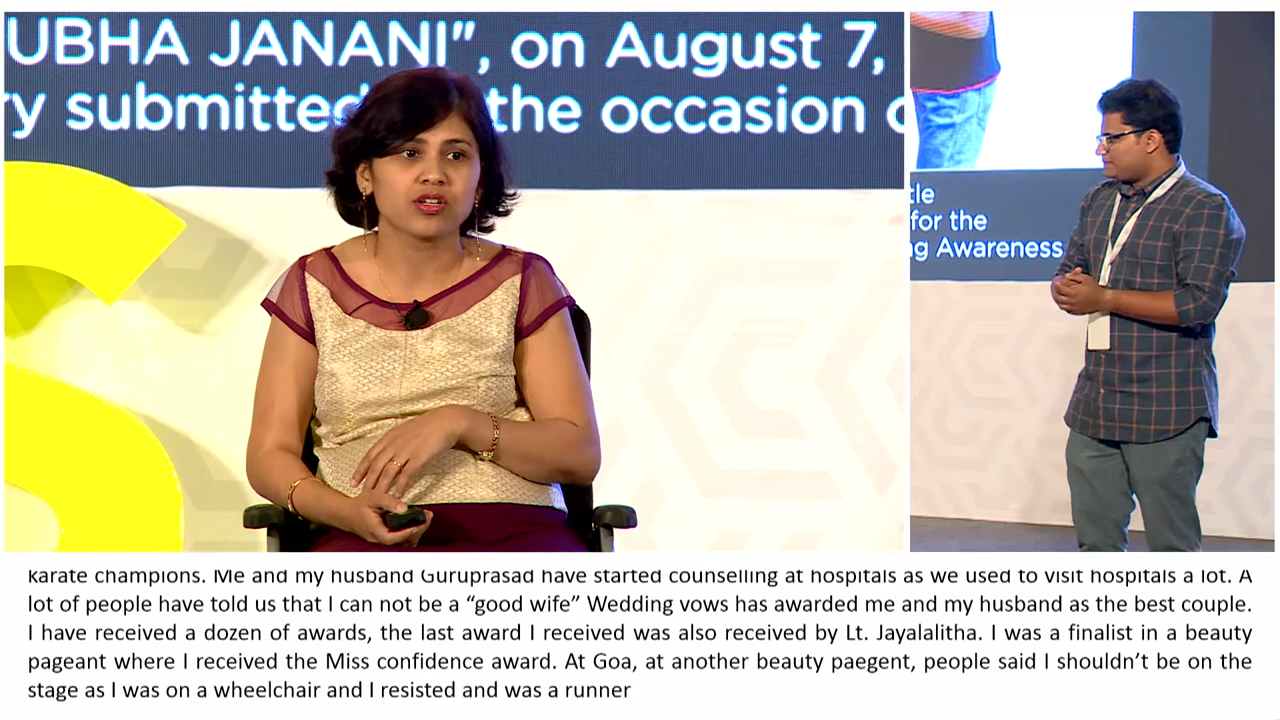 UBHA JANANI”, on August 7,
ry submitted the occasion
tle
for the
ng Awareness
karate champions. Me and my husband Guruprasad have started counselling at hospitals as we used to visit hospitals a lot. A
lot of people have told us that I can not be a “good wife” Wedding vows has awarded me and my husband as the best couple.
I have received a dozen of awards, the last award I received was also received by Lt. Jayalalitha. I was a finalist in a beauty
pageant where I received the Miss confidence award. At Goa, at another beauty paegent, people said I shouldn’t be on the
stage as I was on a wheelchair and I resisted and was a runner